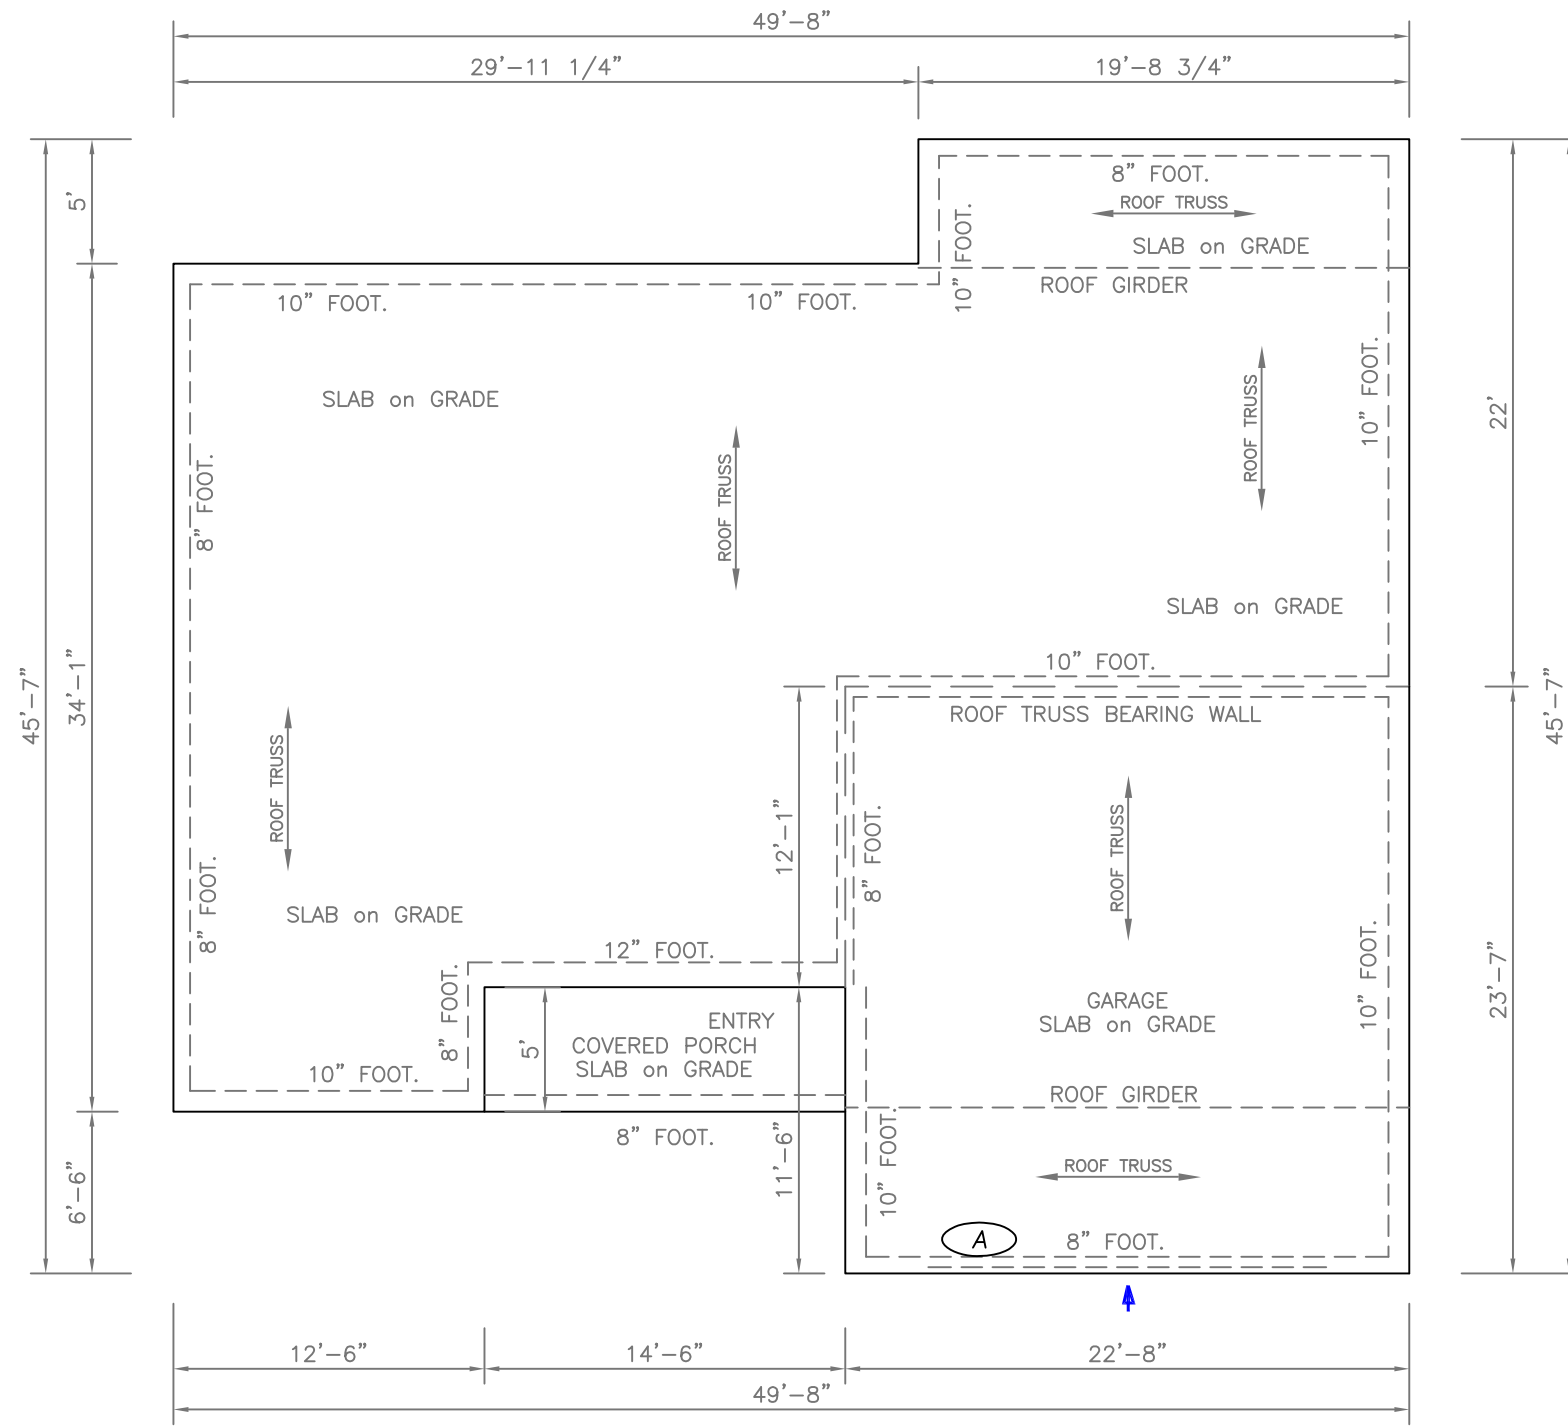 49'-8"
29'-11 1/4"
19'-8 3/4"
5'
8" FOOT.
ROOF TRUSS
10" FOOT.
SLAB on GRADE
ROOF GIRDER
10" FOOT.
10" FOOT.
SLAB on GRADE
10" FOOT.
22'
ROOF TRUSS
8" FOOT.
ROOF TRUSS
SLAB on GRADE
10" FOOT.
45'-7"
34'-1"
ROOF TRUSS BEARING WALL
45'-7"
ROOF TRUSS
12'-1"
8" FOOT.
ROOF TRUSS
8" FOOT.
SLAB on GRADE
12" FOOT.
10" FOOT.
23'-7"
8" FOOT.
GARAGE
SLAB on GRADE
ENTRY
COVERED PORCH
SLAB on GRADE
5'
10" FOOT.
ROOF GIRDER
8" FOOT.
11'-6"
10" FOOT.
ROOF TRUSS
6'-6"
A
8" FOOT.
12'-6"
14'-6"
22'-8"
49'-8"